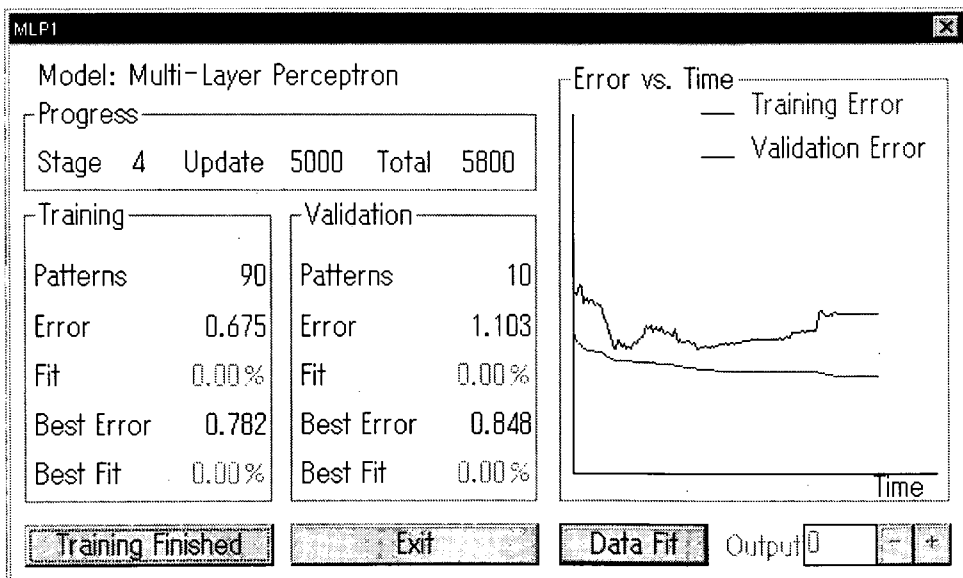 MLP1
Model: Multi-Layer Perceptron
Progress
Stage 4 Update 5000 Total 5800
Training
Patterns 90
Error 0.675
Fit 0.00%
Best Error 0.782
Best Fit 0.00%
Validation
Patterns 10
Error 1.103
Fit 0.00%
Best Error 0.848
Best Fit 0.00%
Error vs. Time
Training Error
Validation Error
Time
Training Finished
Exit
Data Fit
Output 0 - +